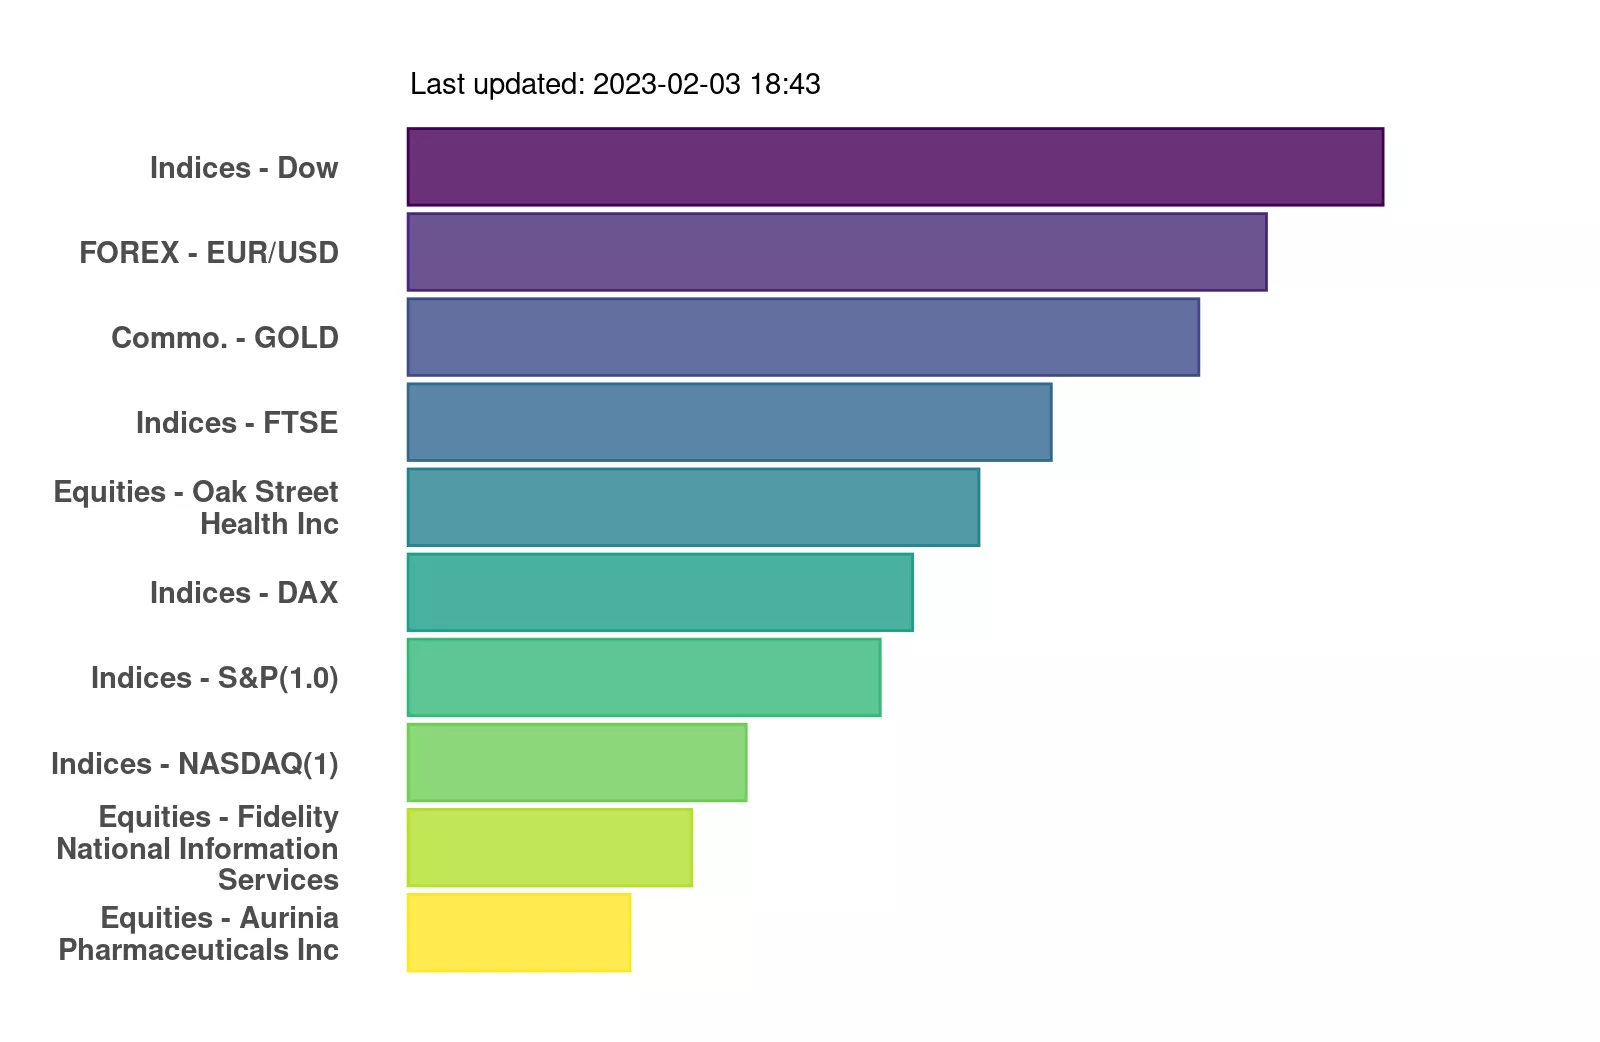 Last updated: 2023-02-03 18:43
Indices - Dow
FOREX - EUR/USD
Commo. - GOLD
Indices - FTSE
Equities - Oak Street
Health Inc
Indices - DAX
Indices - S&P(1.0)
Indices - NASDAQ(1)
Equities - Fidelity
National Information
Services
Equities - Aurinia
Pharmaceuticals Inc